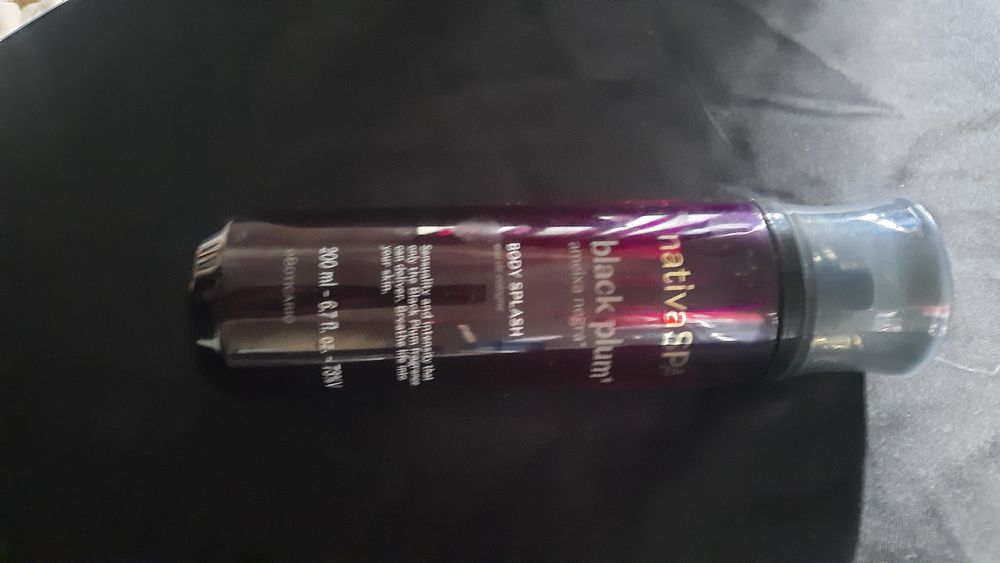 nativaSPA
black plum
ameixa negra
BODY SPLASH
Sensuality and intensity that
only the Black Plum fragrance
can deliver. Breathe life into
your skin.
200 ml - 6.7 fl. oz. - 79%V
oBOTICÁRIO